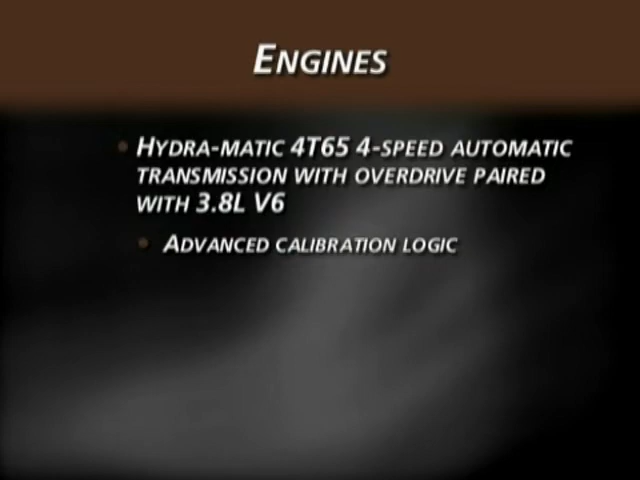 ENGINES
HYDRA-MATIC 4T65 4-SPEED AUTOMATIC
TRANSMISSION WITH OVERDRIVE PAIRED
WITH 3.8L V6
ADVANCED CALIBRATION LOGIC